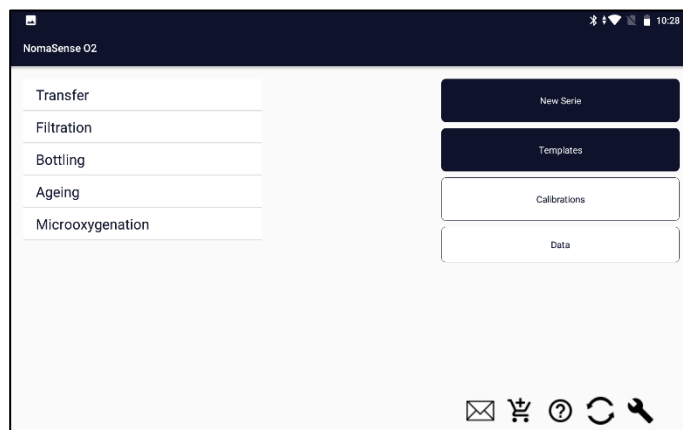 10:28
NomaSense O2
Transfer
Filtration
Bottling
Ageing
Microoxygenation
New Serie
Templates
Calibrations
Data